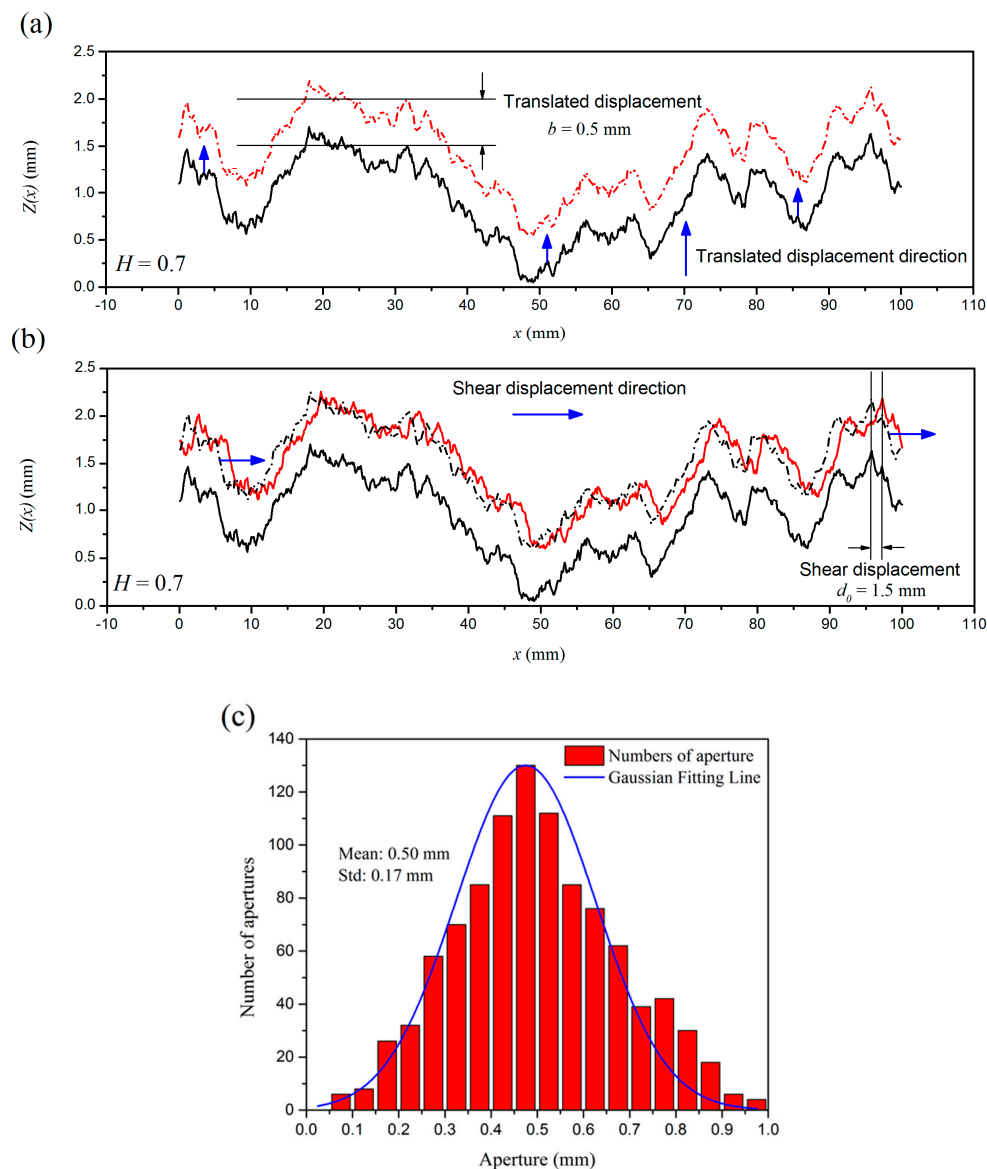 (a)
2.5
2.0
1.5
1.0
0.5
0.0
Z(x) (mm)
Translated displacement
b = 0.5 mm
Translated displacement direction
H = 0.7
-10 0 10 20 30 40 50 60 70 80 90 100 110
x (mm)
(b)
2.5
2.0
1.5
1.0
0.5
0.0
Z(x) (mm)
Shear displacement direction
Shear displacement
d0 = 1.5 mm
H = 0.7
-10 0 10 20 30 40 50 60 70 80 90 100 110
x (mm)
(c)
140
120
100
80
60
40
20
0
Number of apertures
Numbers of aperture
Gaussian Fitting Line
Mean: 0.50 mm
Std: 0.17 mm
0.0 0.1 0.2 0.3 0.4 0.5 0.6 0.7 0.8 0.9 1.0
Aperture (mm)